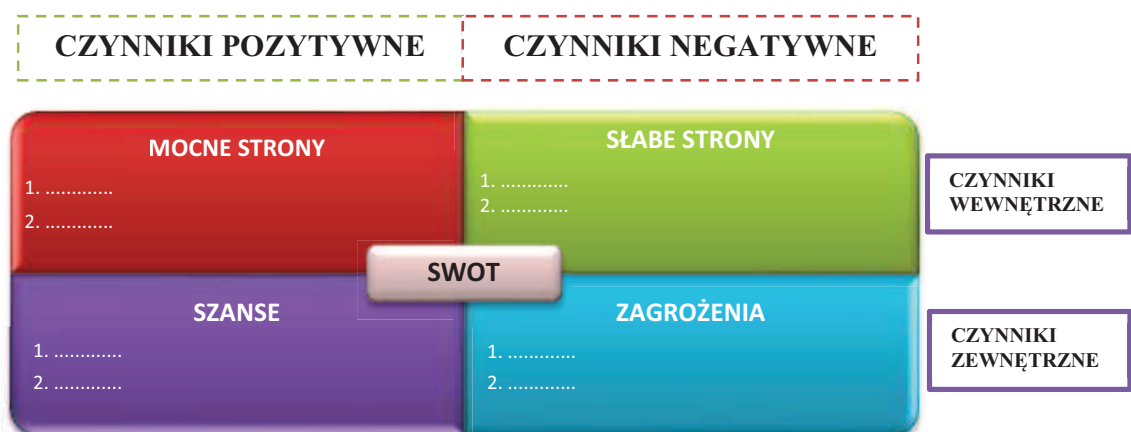 CZYNNIKI POZYTYWNE
CZYNNIKI NEGATYWNE
MOCNE STRONY
1. .............
2. .............
SŁABE STRONY
1. .............
2. .............
CZYNNIKI
WEWNĘTRZNE
SWOT
SZANSE
1. .............
2. .............
ZAGROŻENIA
1. .............
2. .............
CZYNNIKI
ZEWNĘTRZNE